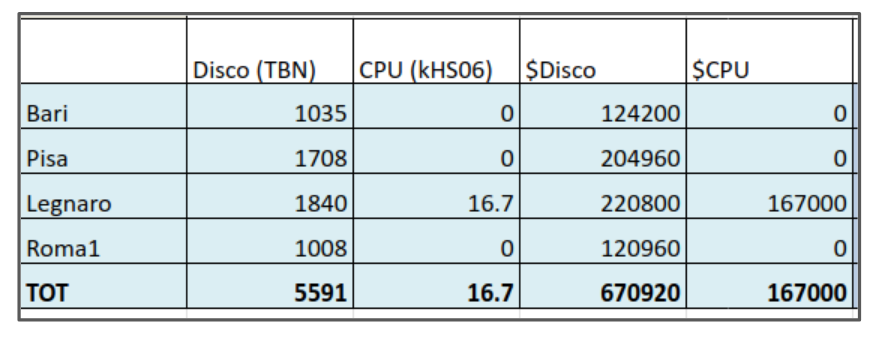 Disco (TBN) CPU (kHS06) $Disco $CPU
Bari 1035 0 124200 0
Pisa 1708 0 204960 0
Legnaro 1840 16.7 220800 167000
Roma1 1008 0 120960 0
TOT 5591 16.7 670920 167000